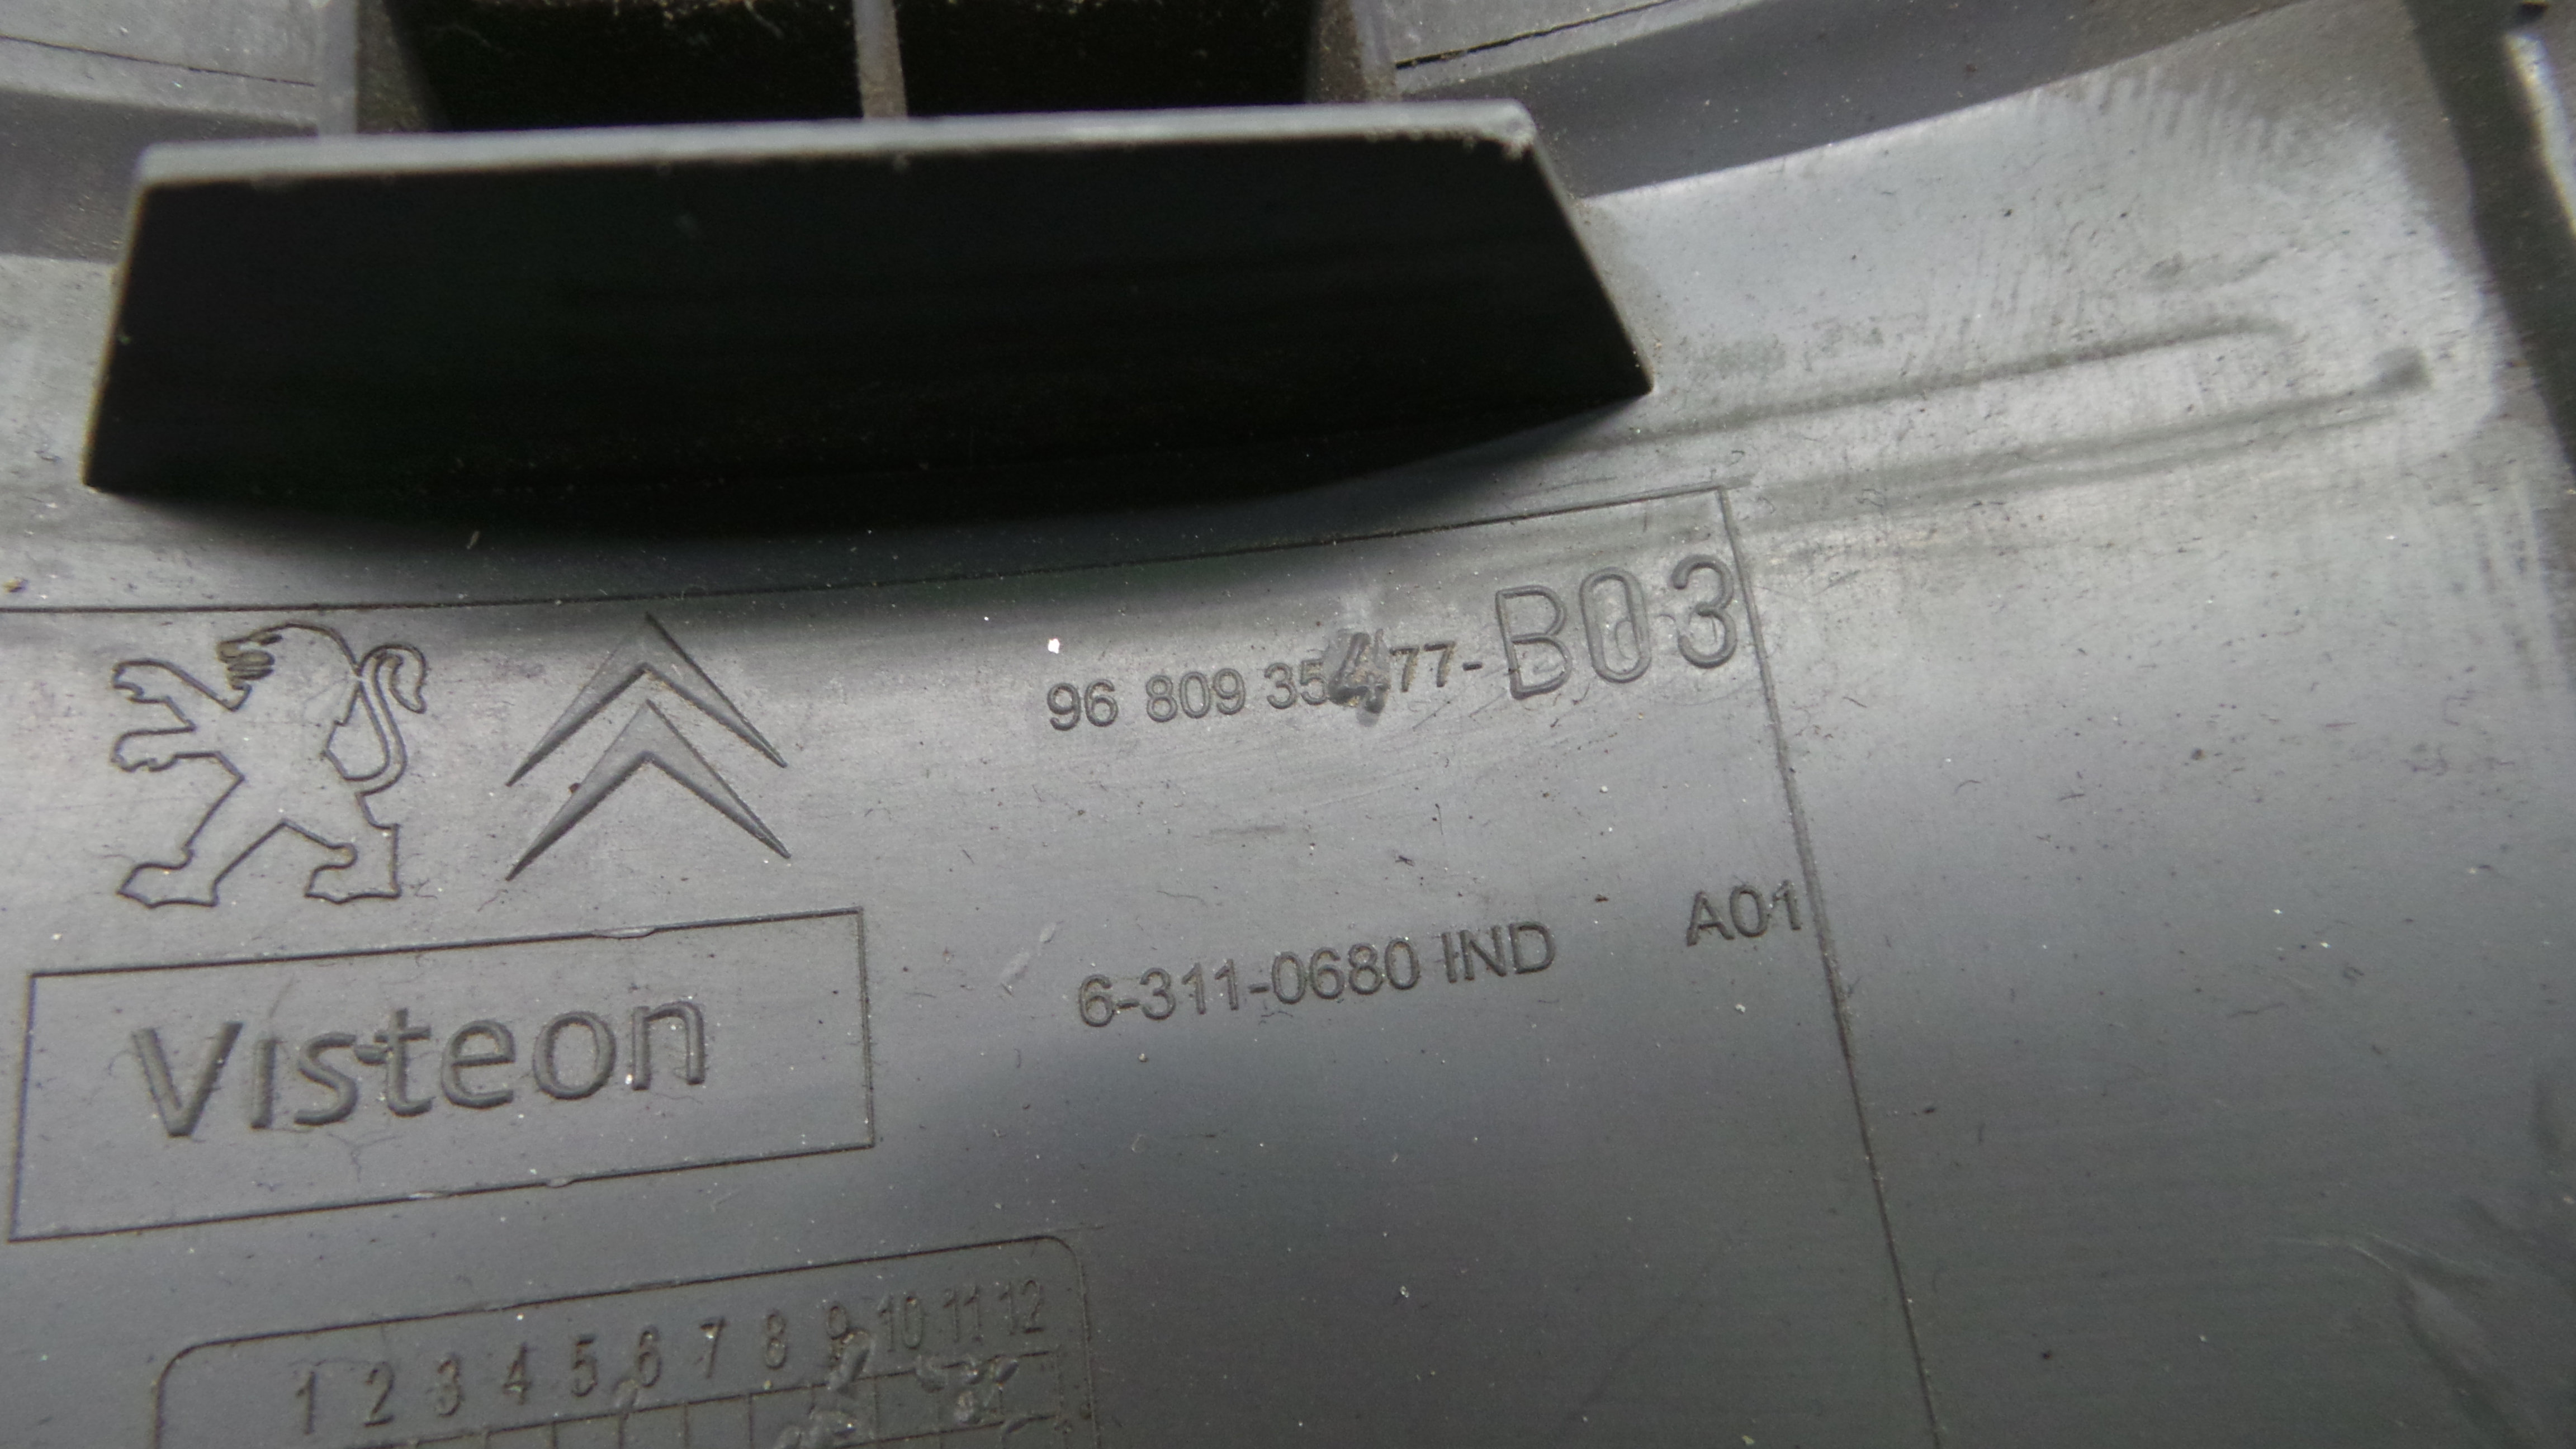 96 809 35477-B03
6-311-0680 IND A01
Visteon
1 2 3 4 5 6 7 8 9 10 11 12